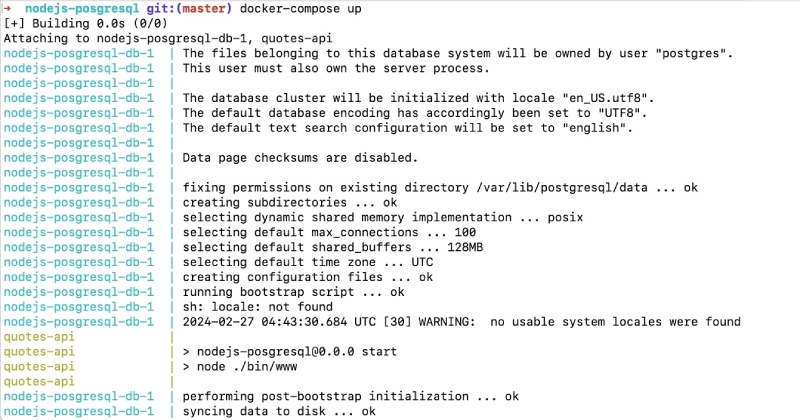 → nodejs-posgresql git:(master) docker-compose up
[+] Building 0.0s (0/0)
Attaching to nodejs-posgresql-db-1, quotes-api
nodejs-posgresql-db-1 | The files belonging to this database system will be owned by user "postgres".
nodejs-posgresql-db-1 | This user must also own the server process.
nodejs-posgresql-db-1 |
nodejs-posgresql-db-1 | The database cluster will be initialized with locale "en_US.utf8".
nodejs-posgresql-db-1 | The default database encoding has accordingly been set to "UTF8".
nodejs-posgresql-db-1 | The default text search configuration will be set to "english".
nodejs-posgresql-db-1 |
nodejs-posgresql-db-1 | Data page checksums are disabled.
nodejs-posgresql-db-1 |
nodejs-posgresql-db-1 | fixing permissions on existing directory /var/lib/postgresql/data ... ok
nodejs-posgresql-db-1 | creating subdirectories ... ok
nodejs-posgresql-db-1 | selecting dynamic shared memory implementation ... posix
nodejs-posgresql-db-1 | selecting default max_connections ... 100
nodejs-posgresql-db-1 | selecting default shared_buffers ... 128MB
nodejs-posgresql-db-1 | selecting default time zone ... UTC
nodejs-posgresql-db-1 | creating configuration files ... ok
nodejs-posgresql-db-1 | running bootstrap script ... ok
nodejs-posgresql-db-1 | sh: locale: not found
nodejs-posgresql-db-1 | 2024-02-27 04:43:30.684 UTC [30] WARNING:  no usable system locales were found
quotes-api |
quotes-api | > nodejs-posgresql@0.0.0 start
quotes-api | > node ./bin/www
quotes-api |
nodejs-posgresql-db-1 | performing post-bootstrap initialization ... ok
nodejs-posgresql-db-1 | syncing data to disk ... ok